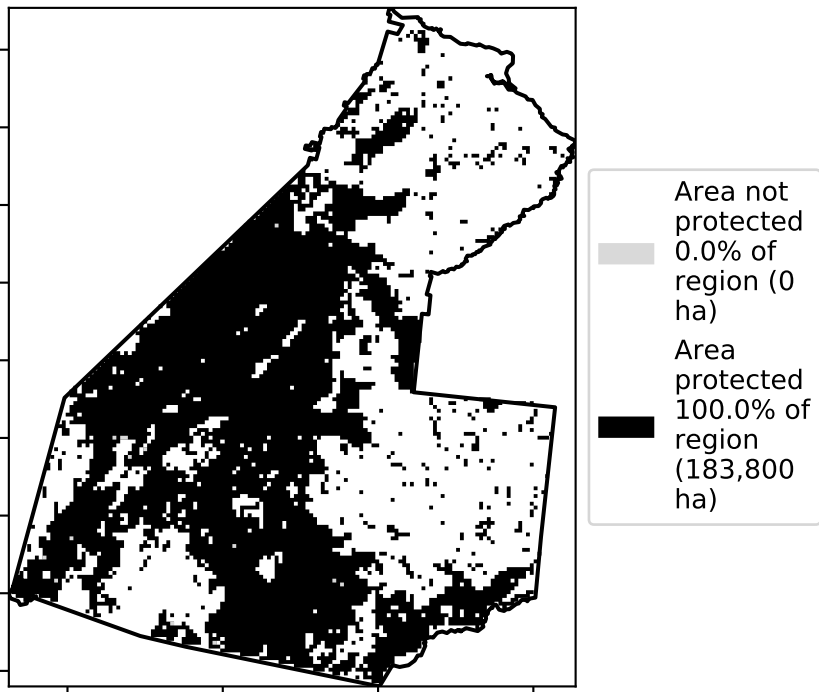 Area not
protected
0.0% of
region (0
ha)
Area
protected
100.0% of
region
(183,800
ha)